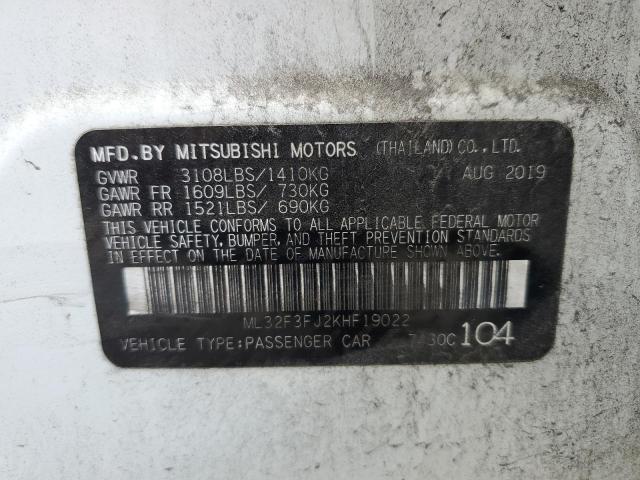 MFD.BY MITSUBISHI MOTORS (THAILAND)CO.,LTD.
GVWR 3108LBS/1410KG AUG 2019
GAWR FR 1609LBS/ 730KG
GAWR RR 1521LBS/ 690KG
THIS VEHICLE CONFORMS TO ALL APPLICABLE FEDERAL MOTOR
VEHICLE SAFETY, BUMPER, AND THEFT PREVENTION STANDARDS
IN EFFECT ON THE DATE OF MANUFACTURE SHOWN ABOVE.
ML32F3FJ2KHF19022
VEHICLE TYPE:PASSENGER CAR 104